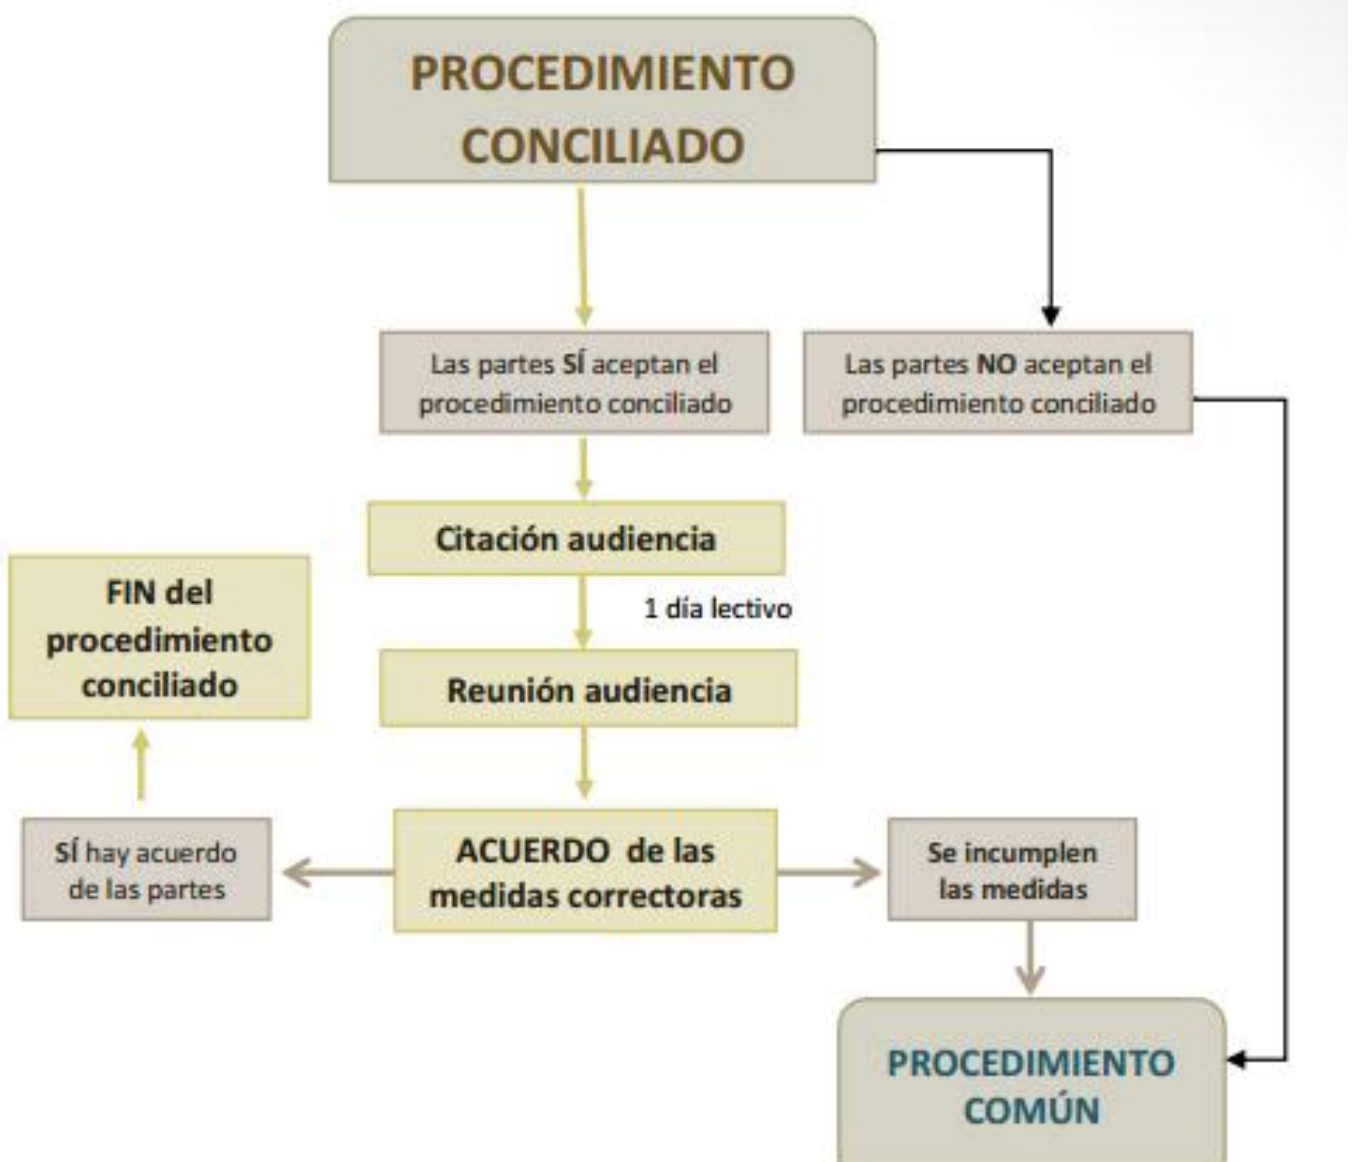 PROCEDIMIENTO
CONCILIADO
Las partes SÍ aceptan el
procedimiento conciliado
Las partes NO aceptan el
procedimiento conciliado
Citación audiencia
1 día lectivo
FIN del
procedimiento
conciliado
Reunión audiencia
SÍ hay acuerdo
de las partes
ACUERDO de las
medidas correctoras
Se incumplen
las medidas
PROCEDIMIENTO
COMÚN